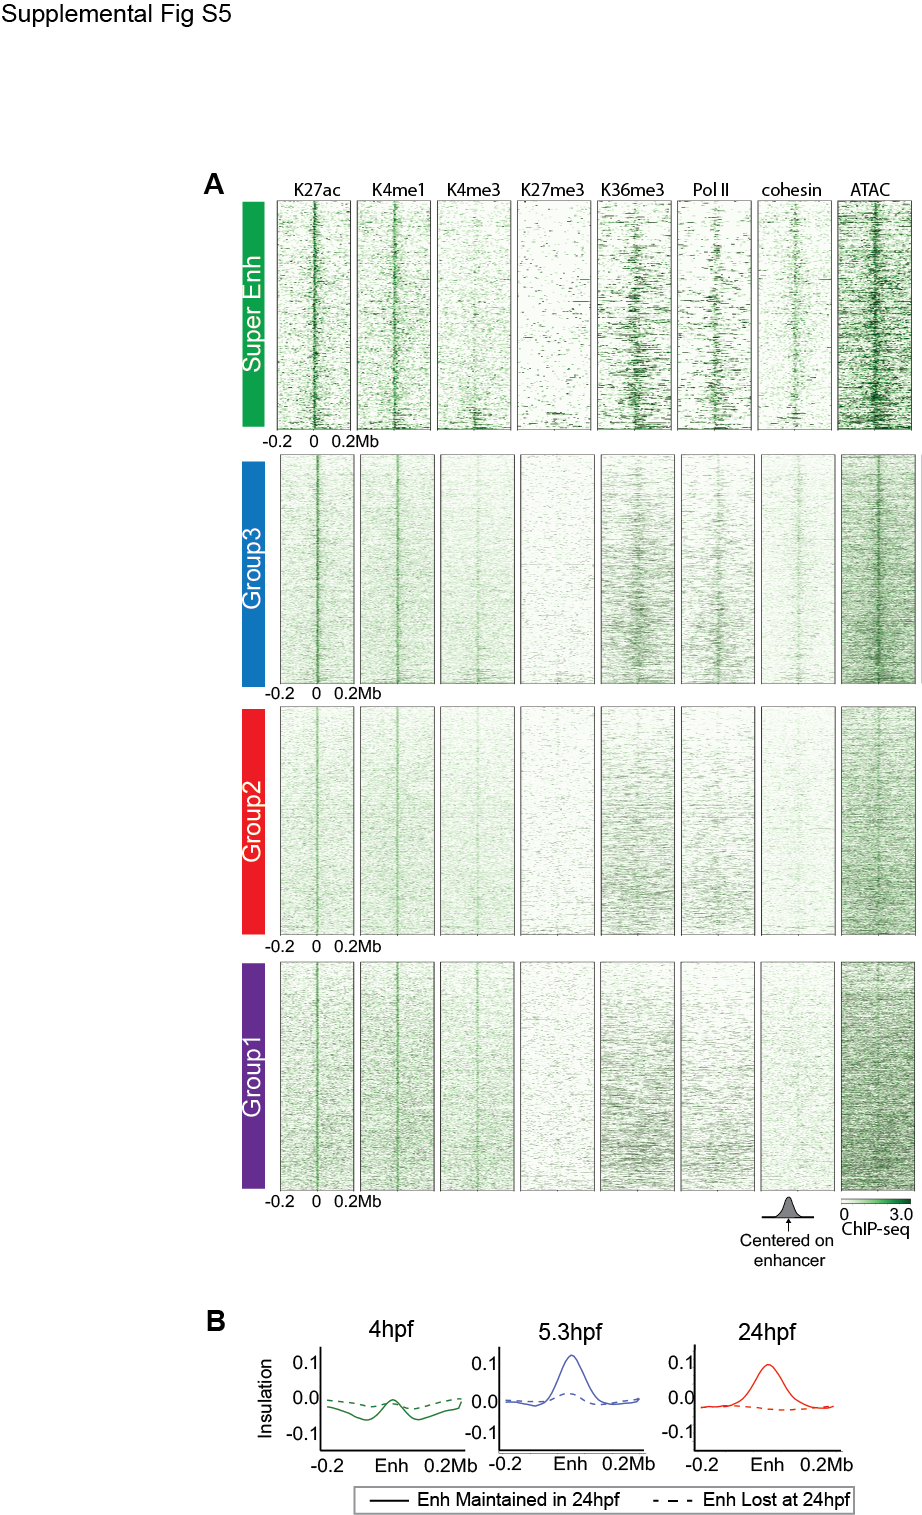 Supplemental Fig S5
A
K27ac K4me1 K4me3 K27me3 K36me3 Pol II cohesin ATAC
Super Enh
-0.2 0 0.2Mb
Group3
-0.2 0 0.2Mb
Group2
-0.2 0 0.2Mb
Group1
-0.2 0 0.2Mb
Centered on
enhancer
0 3.0
ChIP-seq
B
4hpf 5.3hpf 24hpf
Insulation
0.1 0.1 0.1
0.0 0.0 0.0
-0.1 -0.1 -0.1
-0.2 Enh 0.2Mb -0.2 Enh 0.2Mb -0.2 Enh 0.2Mb
Enh Maintained in 24hpf Enh Lost at 24hpf